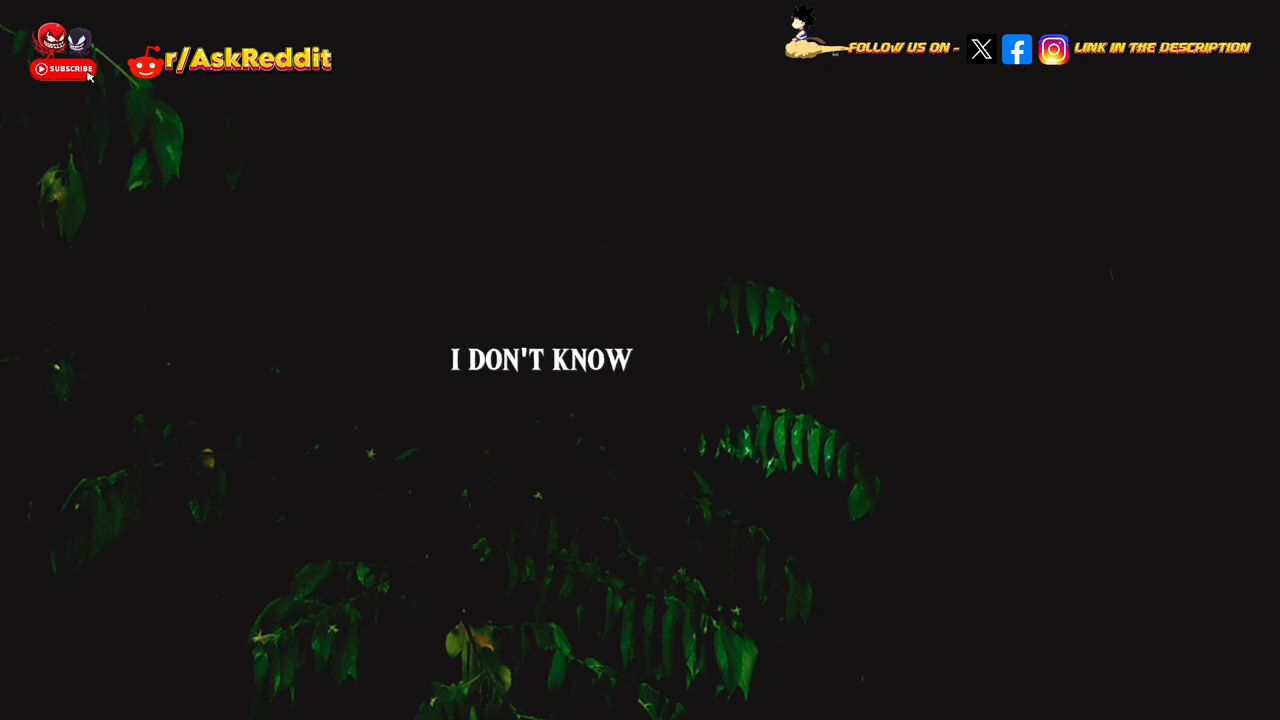 SUBSCRIBE
r/AskReddit
FOLLOW US ON -
LINK IN THE DESCRIPTION
I DON'T KNOW